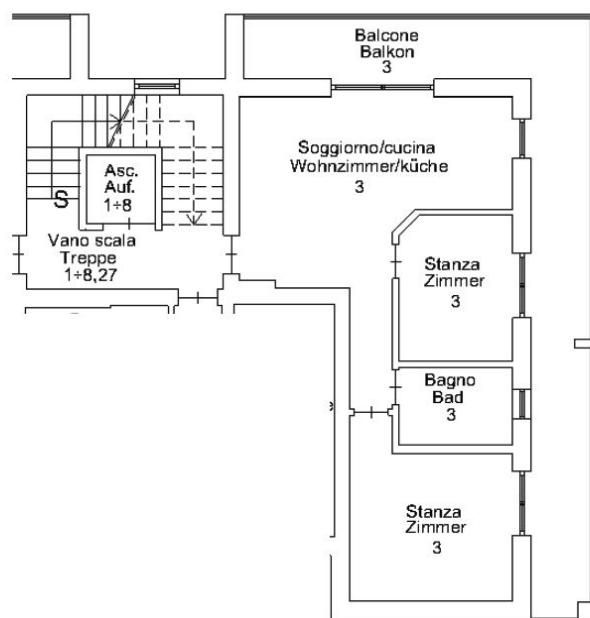 Balcone
Balkon
3
Soggiorno/cucina
Wohnzimmer/küche
3
Asc.
Auf.
1÷8
S
Vano scala
Treppe
1÷8,27
Stanza
Zimmer
3
Bagno
Bad
3
Stanza
Zimmer
3